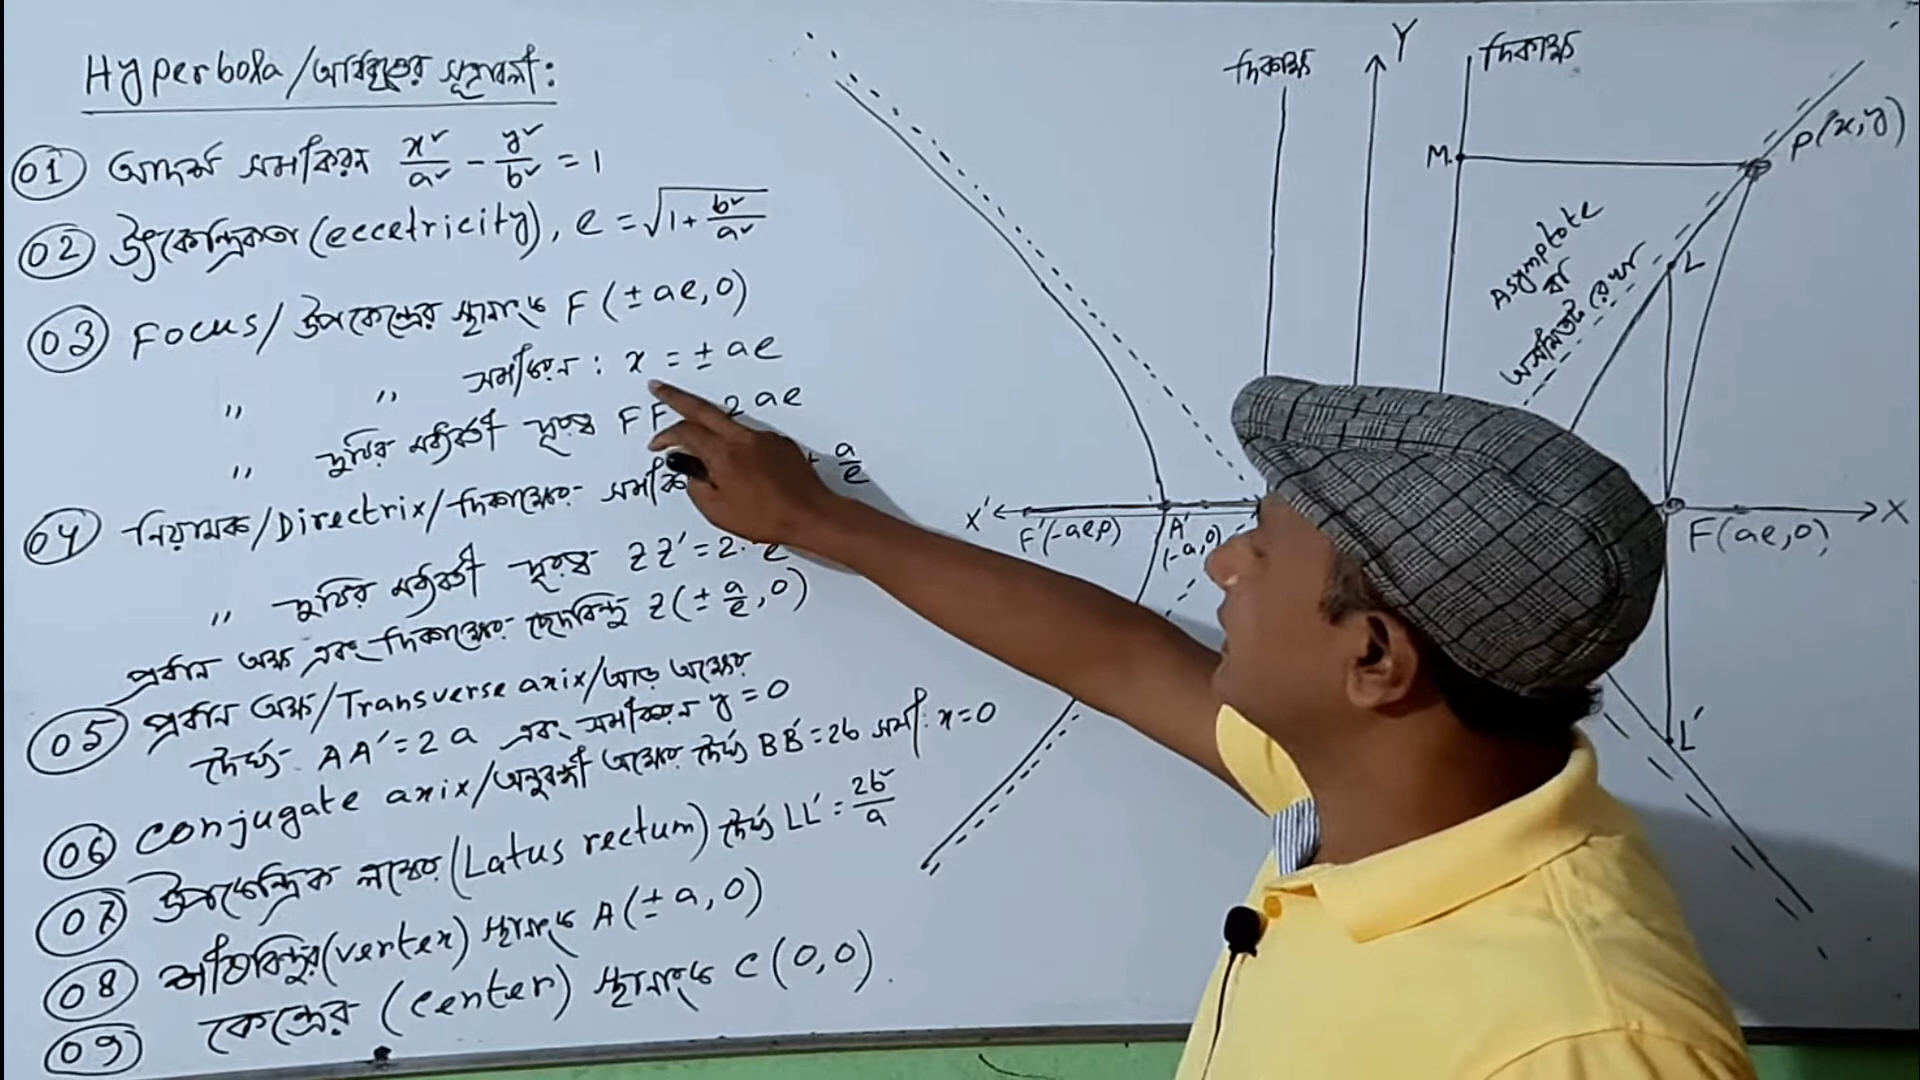 Hyperbola/অধিবৃত্তের সূত্রাবলী:
01 আদর্শ সমীকরন x²/a² - y²/b² = 1
02 উৎকেন্দ্রিকতা (eccetricity), e = √(1 + b²/a²)
03 Focus/উপকেন্দ্রের স্থানাংক F (± ae, 0)
" " সমীকরন : x = ± ae
" দুটির মধ্যবর্তী দূরত্ব FF 2ae
04 নিয়ামক/Directrix/দিকাক্ষের সমীক a/e
" দুটির মধ্যবর্তী দূরত্ব ZZ' = 2. e
প্রধান অক্ষ এবং দিকাক্ষের ছেদবিন্দু Z (± a/e, 0)
05 প্রধান অক্ষ/Transverse axix/আড় অক্ষের
দৈর্ঘ্য AA' = 2a এবং সমীকরন y = 0
06 Conjugate axix/অনুবন্ধী অক্ষের দৈর্ঘ্য BB' = 2b সমী: x = 0
07 উপকেন্দ্রিক লম্বের (Latus rectum) দৈর্ঘ্য LL' = 2b²/a
08 শীর্ষবিন্দুর (vertex) স্থানাংক A (± a, 0)
09 কেন্দ্রের (center) স্থানাংক C (0, 0)
দিকাক্ষ
Y
দিকাক্ষ
M
P(x, y)
Asymptote
বা
অসীমতট রেখা
L
X'
F'(-ae, 0)
A'
(-a, 0)
F(ae, 0)
X
L'